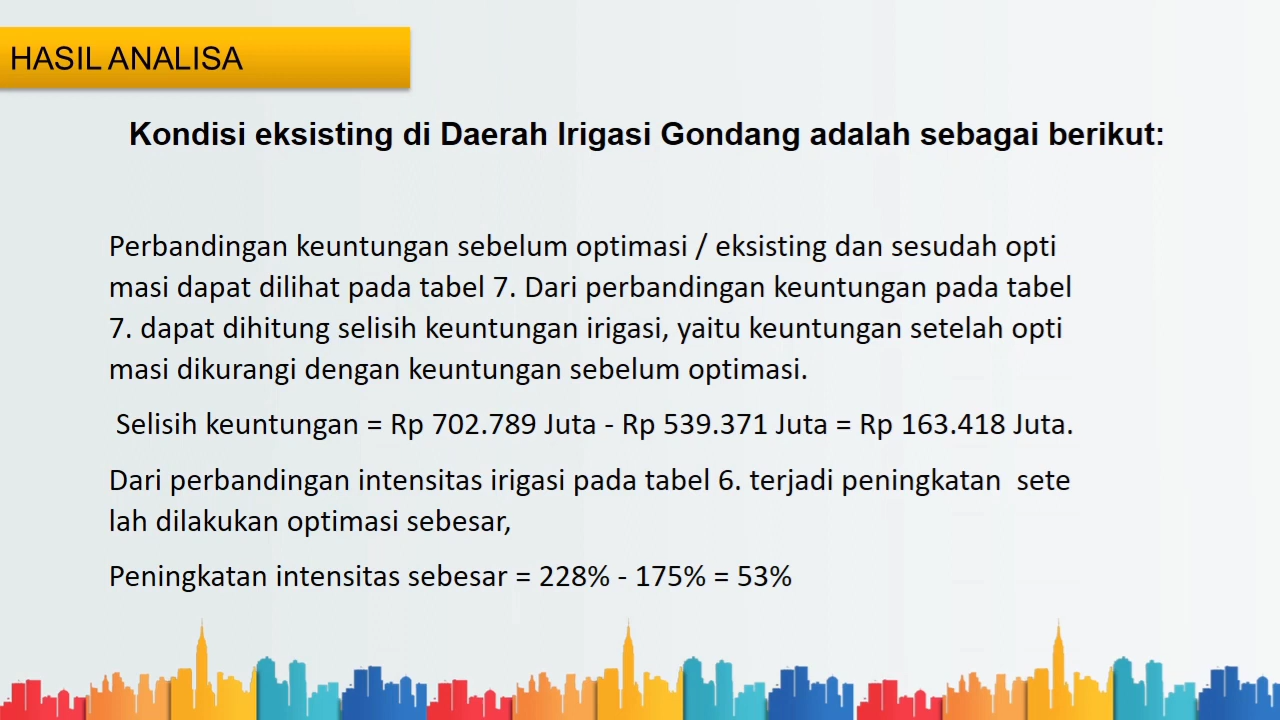 HASIL ANALISA
Kondisi eksisting di Daerah Irigasi Gondang adalah sebagai berikut:
Perbandingan keuntungan sebelum optimasi / eksisting dan sesudah opti
masi dapat dilihat pada tabel 7. Dari perbandingan keuntungan pada tabel
7. dapat dihitung selisih keuntungan irigasi, yaitu keuntungan setelah opti
masi dikurangi dengan keuntungan sebelum optimasi.
Selisih keuntungan = Rp 702.789 Juta - Rp 539.371 Juta = Rp 163.418 Juta.
Dari perbandingan intensitas irigasi pada tabel 6. terjadi peningkatan  sete
lah dilakukan optimasi sebesar,
Peningkatan intensitas sebesar = 228% - 175% = 53%